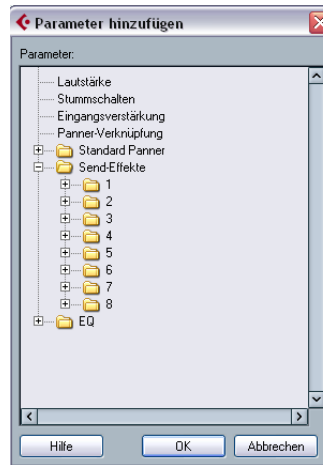 Parameter hinzufügen
Parameter:
Lautstärke
Stummschalten
Eingangsverstärkung
Panner-Verknüpfung
Standard Panner
Send-Effekte
1
2
3
4
5
6
7
8
EQ
Hilfe OK Abbrechen